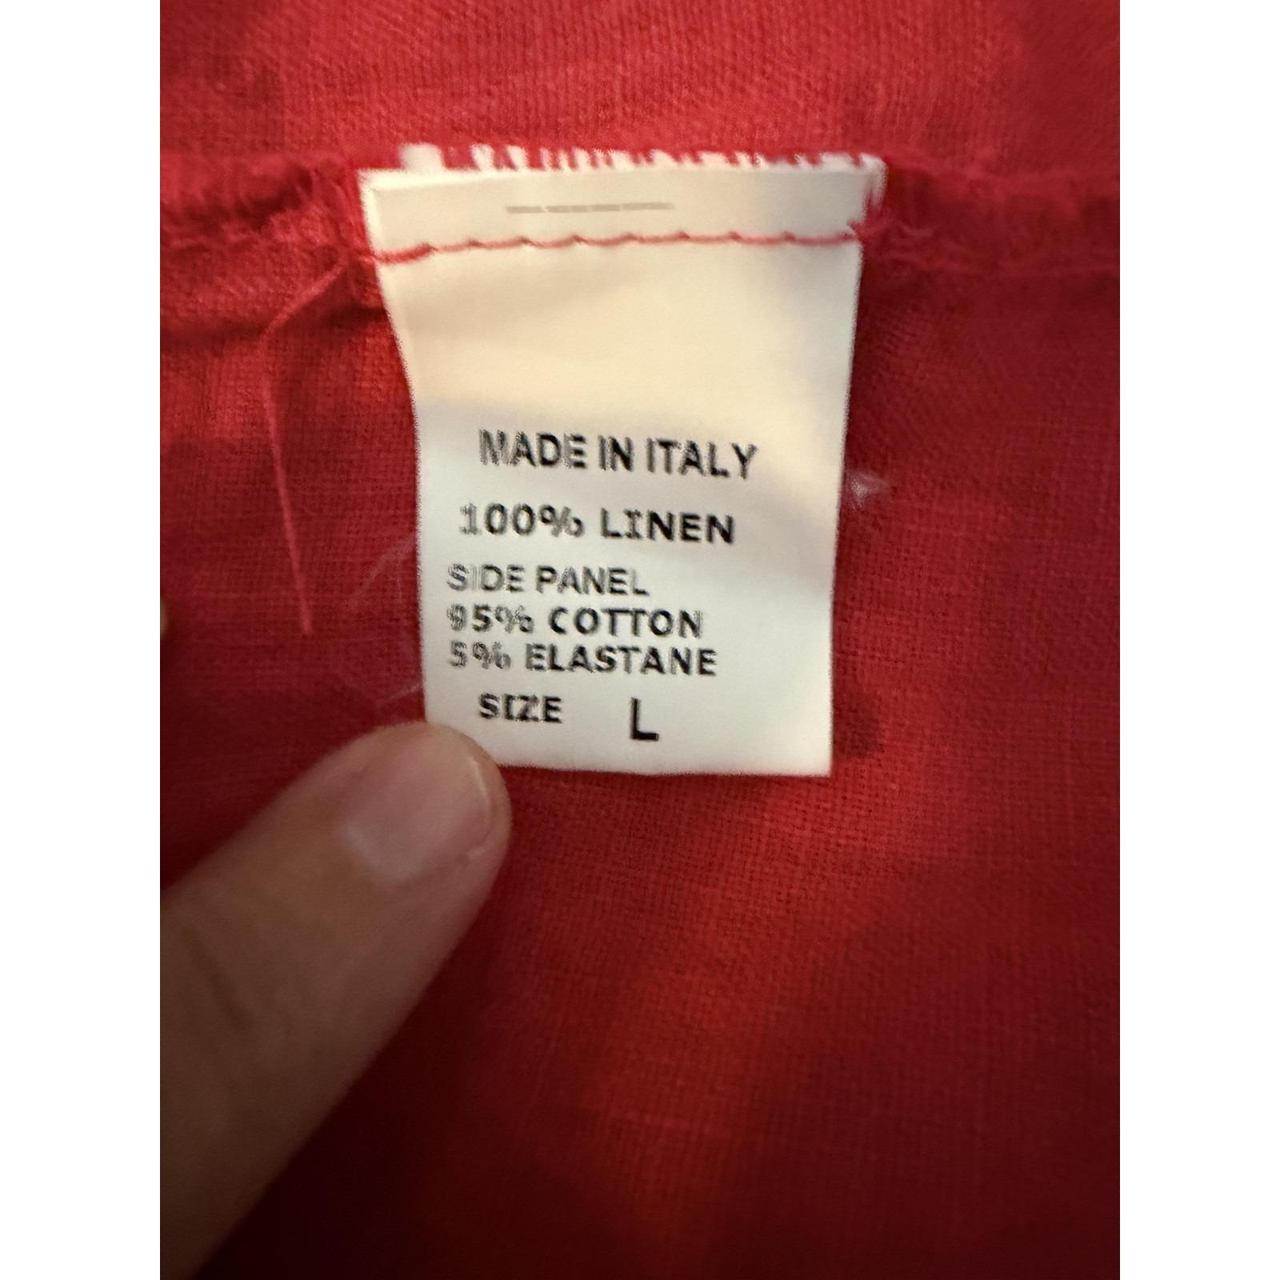 MADE IN ITALY
100% LINEN
SIDE PANEL
95% COTTON
5% ELASTANE
SIZE L